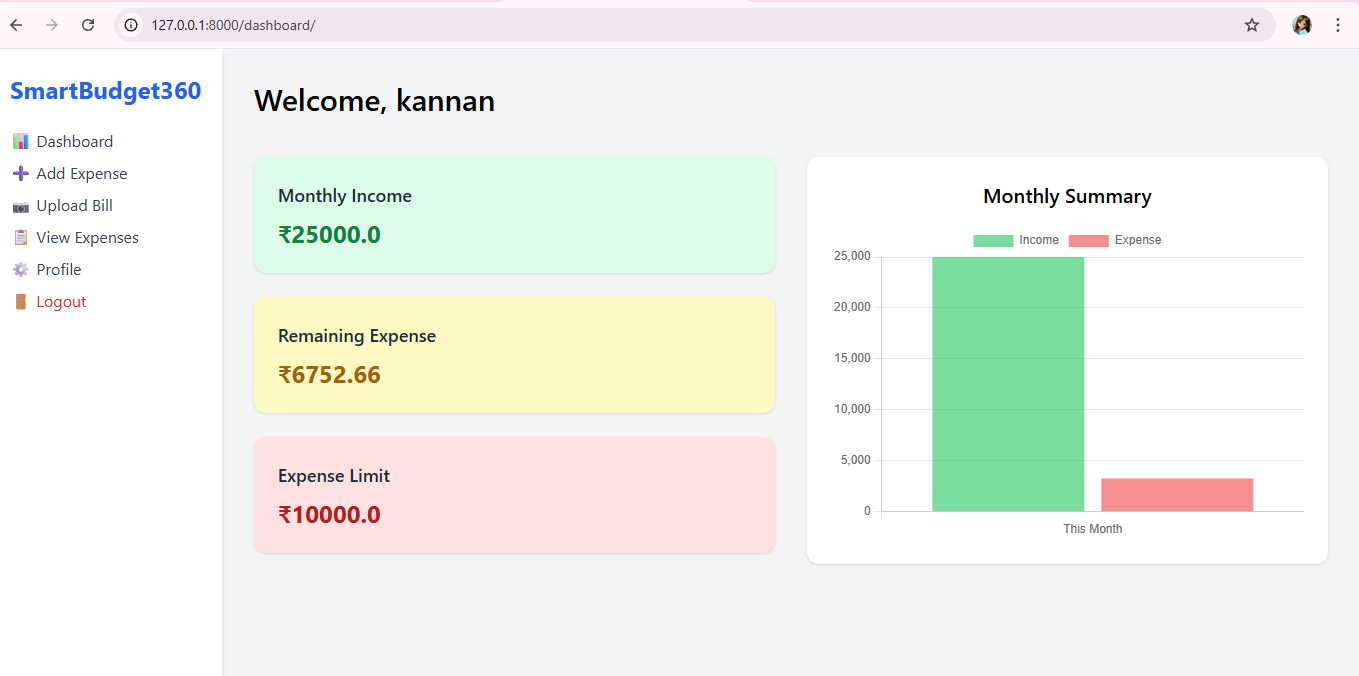 127.0.0.1:8000/dashboard/
SmartBudget360
Dashboard
Add Expense
Upload Bill
View Expenses
Profile
Logout
Welcome, kannan
Monthly Income
₹25000.0
Remaining Expense
₹6752.66
Expense Limit
₹10000.0
Monthly Summary
Income Expense
25,000
20,000
15,000
10,000
5,000
0
This Month